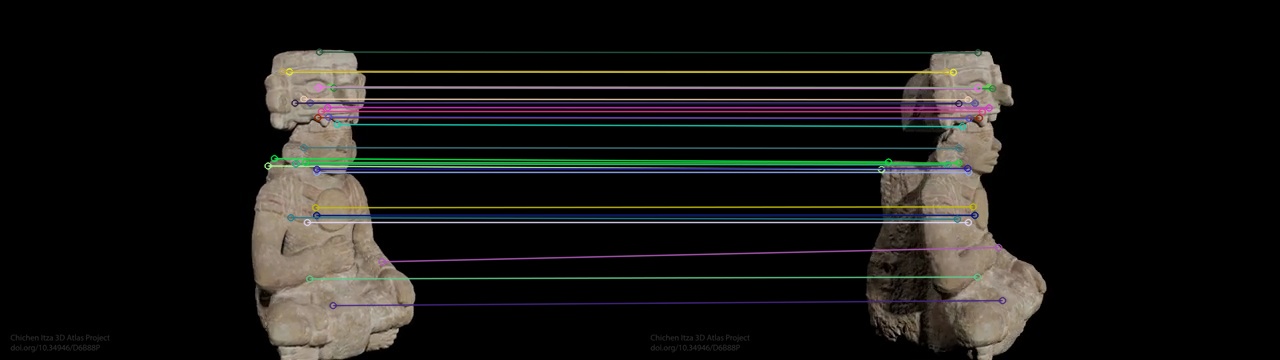 Chichen Itza 3D Atlas Project
doi.org/10.34946/D6B88P
Chichen Itza 3D Atlas Project
doi.org/10.34946/D6B88P